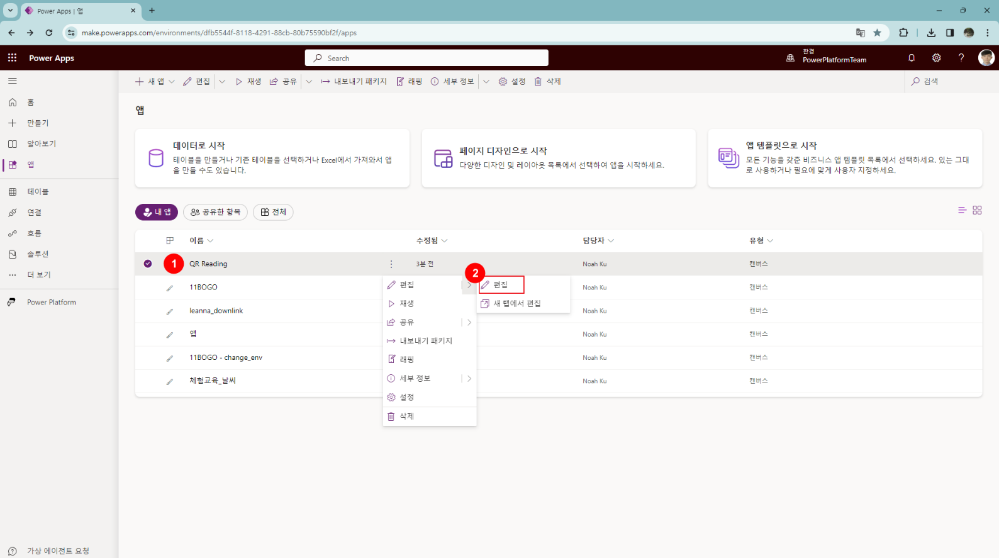 Power Apps | 앱
make.powerapps.com/environments/dfb5544f-8118-4291-88cb-80b75590bf2f/apps
Power Apps
Search
환경
PowerPlatformTeam
새 앱 편집 재생 공유 내보내기 패키지 래핑 세부 정보 설정 삭제 검색
홈
만들기
알아보기
앱
테이블
연결
흐름
솔루션
더 보기
Power Platform
가상 에이전트 요청
앱
데이터로 시작
테이블을 만들거나 기존 테이블을 선택하거나 Excel에서 가져와서 앱
을 만들 수도 있습니다.
페이지 디자인으로 시작
다양한 디자인 및 레이아웃 목록에서 선택하여 앱을 시작하세요.
앱 템플릿으로 시작
모든 기능을 갖춘 비즈니스 앱 템플릿 목록에서 선택하세요. 있는 그대
로 사용하거나 필요에 맞게 사용자 지정하세요.
내 앱 공유한 항목 전체
이름 수정됨 담당자 유형
1 QR Reading 3분 전 Noah Ku 캔버스
11BOGO Noah Ku 캔버스
leanna_downlink Noah Ku 캔버스
앱 Noah Ku 캔버스
11BOGO - change_env Noah Ku 캔버스
체험교육_날씨 Noah Ku 캔버스
편집
재생
공유
내보내기 패키지
래핑
세부 정보
설정
삭제
2
편집
새 탭에서 편집